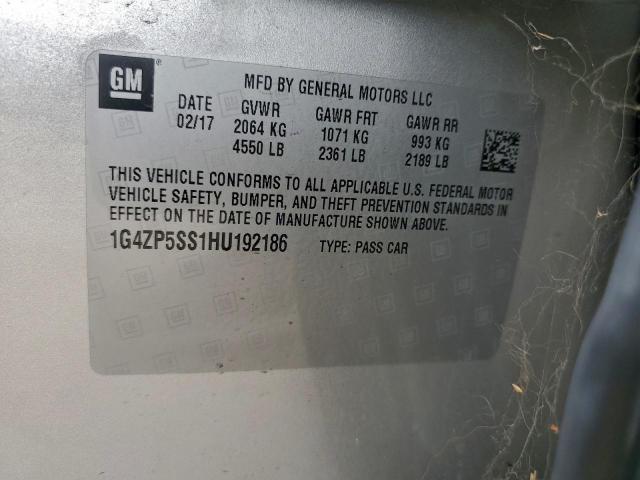 GM
MFD BY GENERAL MOTORS LLC
DATE GVWR GAWR FRT GAWR RR
02/17 2064 KG 1071 KG 993 KG
4550 LB 2361 LB 2189 LB
THIS VEHICLE CONFORMS TO ALL APPLICABLE U.S. FEDERAL MOTOR
VEHICLE SAFETY, BUMPER, AND THEFT PREVENTION STANDARDS IN
EFFECT ON THE DATE OF MANUFACTURE SHOWN ABOVE.
1G4ZP5SS1HU192186 TYPE: PASS CAR